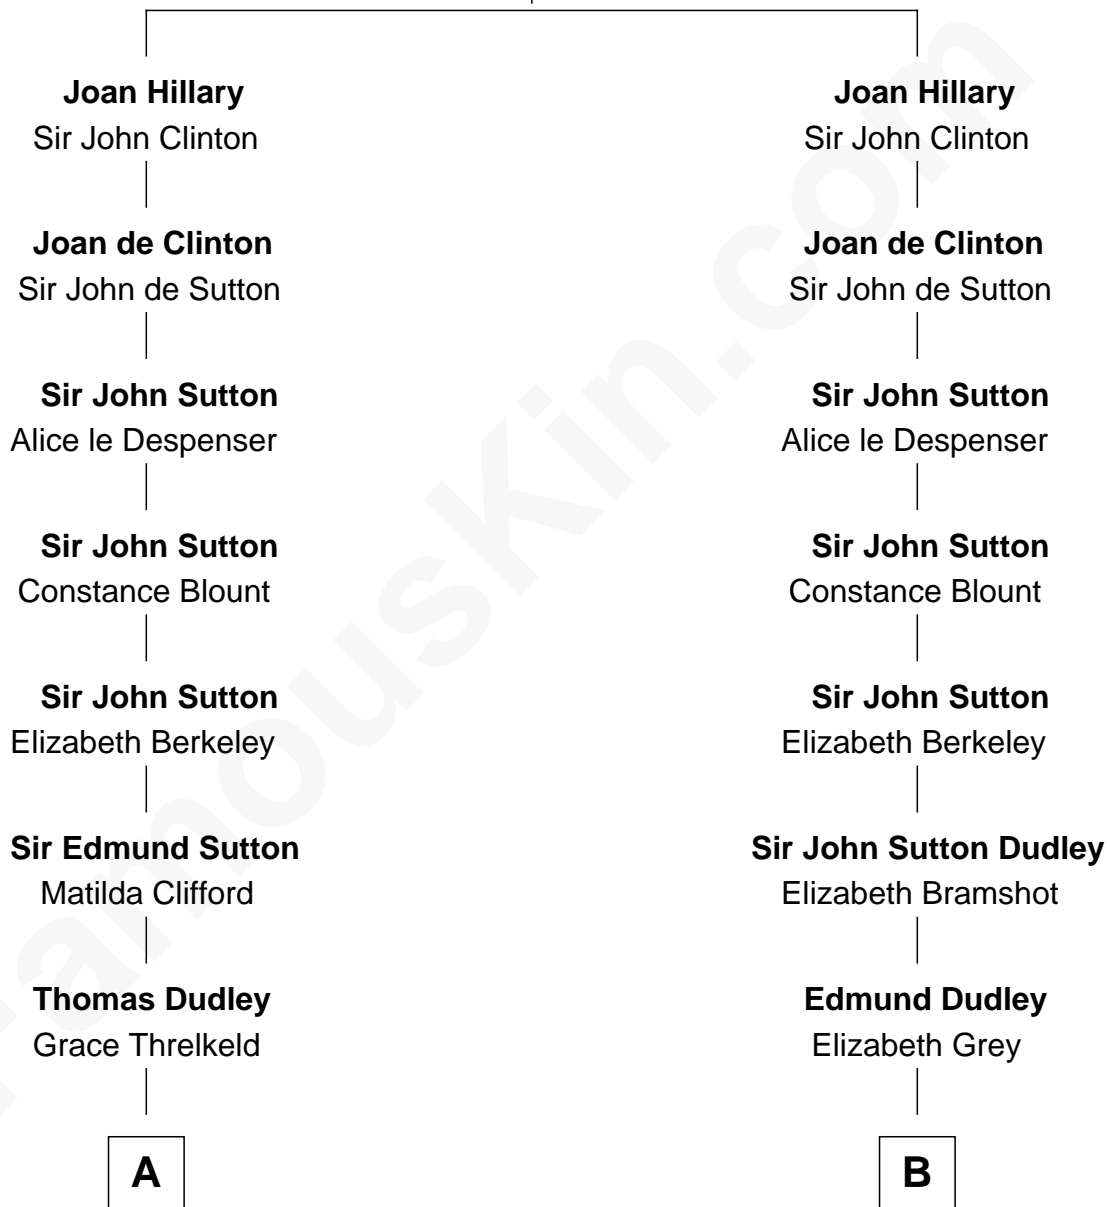 Joan Hillary
Sir John Clinton
Joan de Clinton
Sir John de Sutton
Sir John Sutton
Alice le Despenser
Sir John Sutton
Constance Blount
Sir John Sutton
Elizabeth Berkeley
Sir Edmund Sutton
Matilda Clifford
Thomas Dudley
Grace Threlkeld
A
Joan Hillary
Sir John Clinton
Joan de Clinton
Sir John de Sutton
Sir John Sutton
Alice le Despenser
Sir John Sutton
Constance Blount
Sir John Sutton
Elizabeth Berkeley
Sir John Sutton Dudley
Elizabeth Bramshot
Edmund Dudley
Elizabeth Grey
B
FamousKin.com